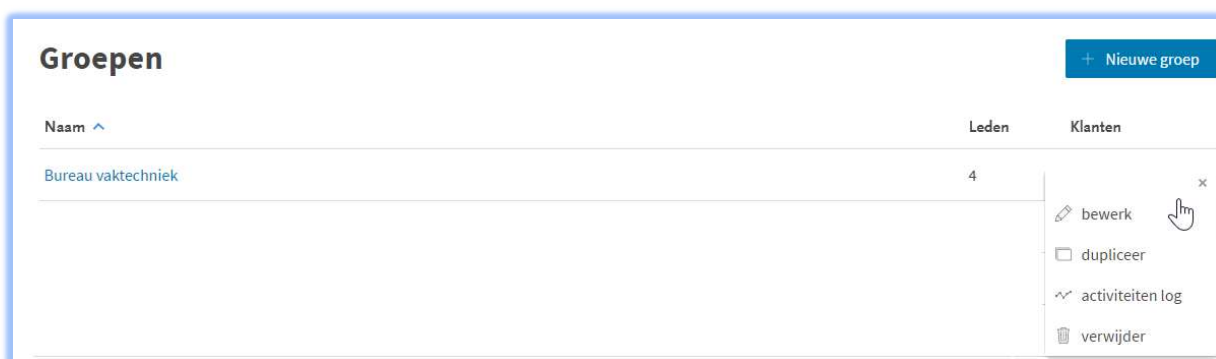 Groepen
+ Nieuwe groep
Naam Leden Klanten
Bureau vaktechniek 4
×
bewerk
dupliceer
activiteiten log
verwijder